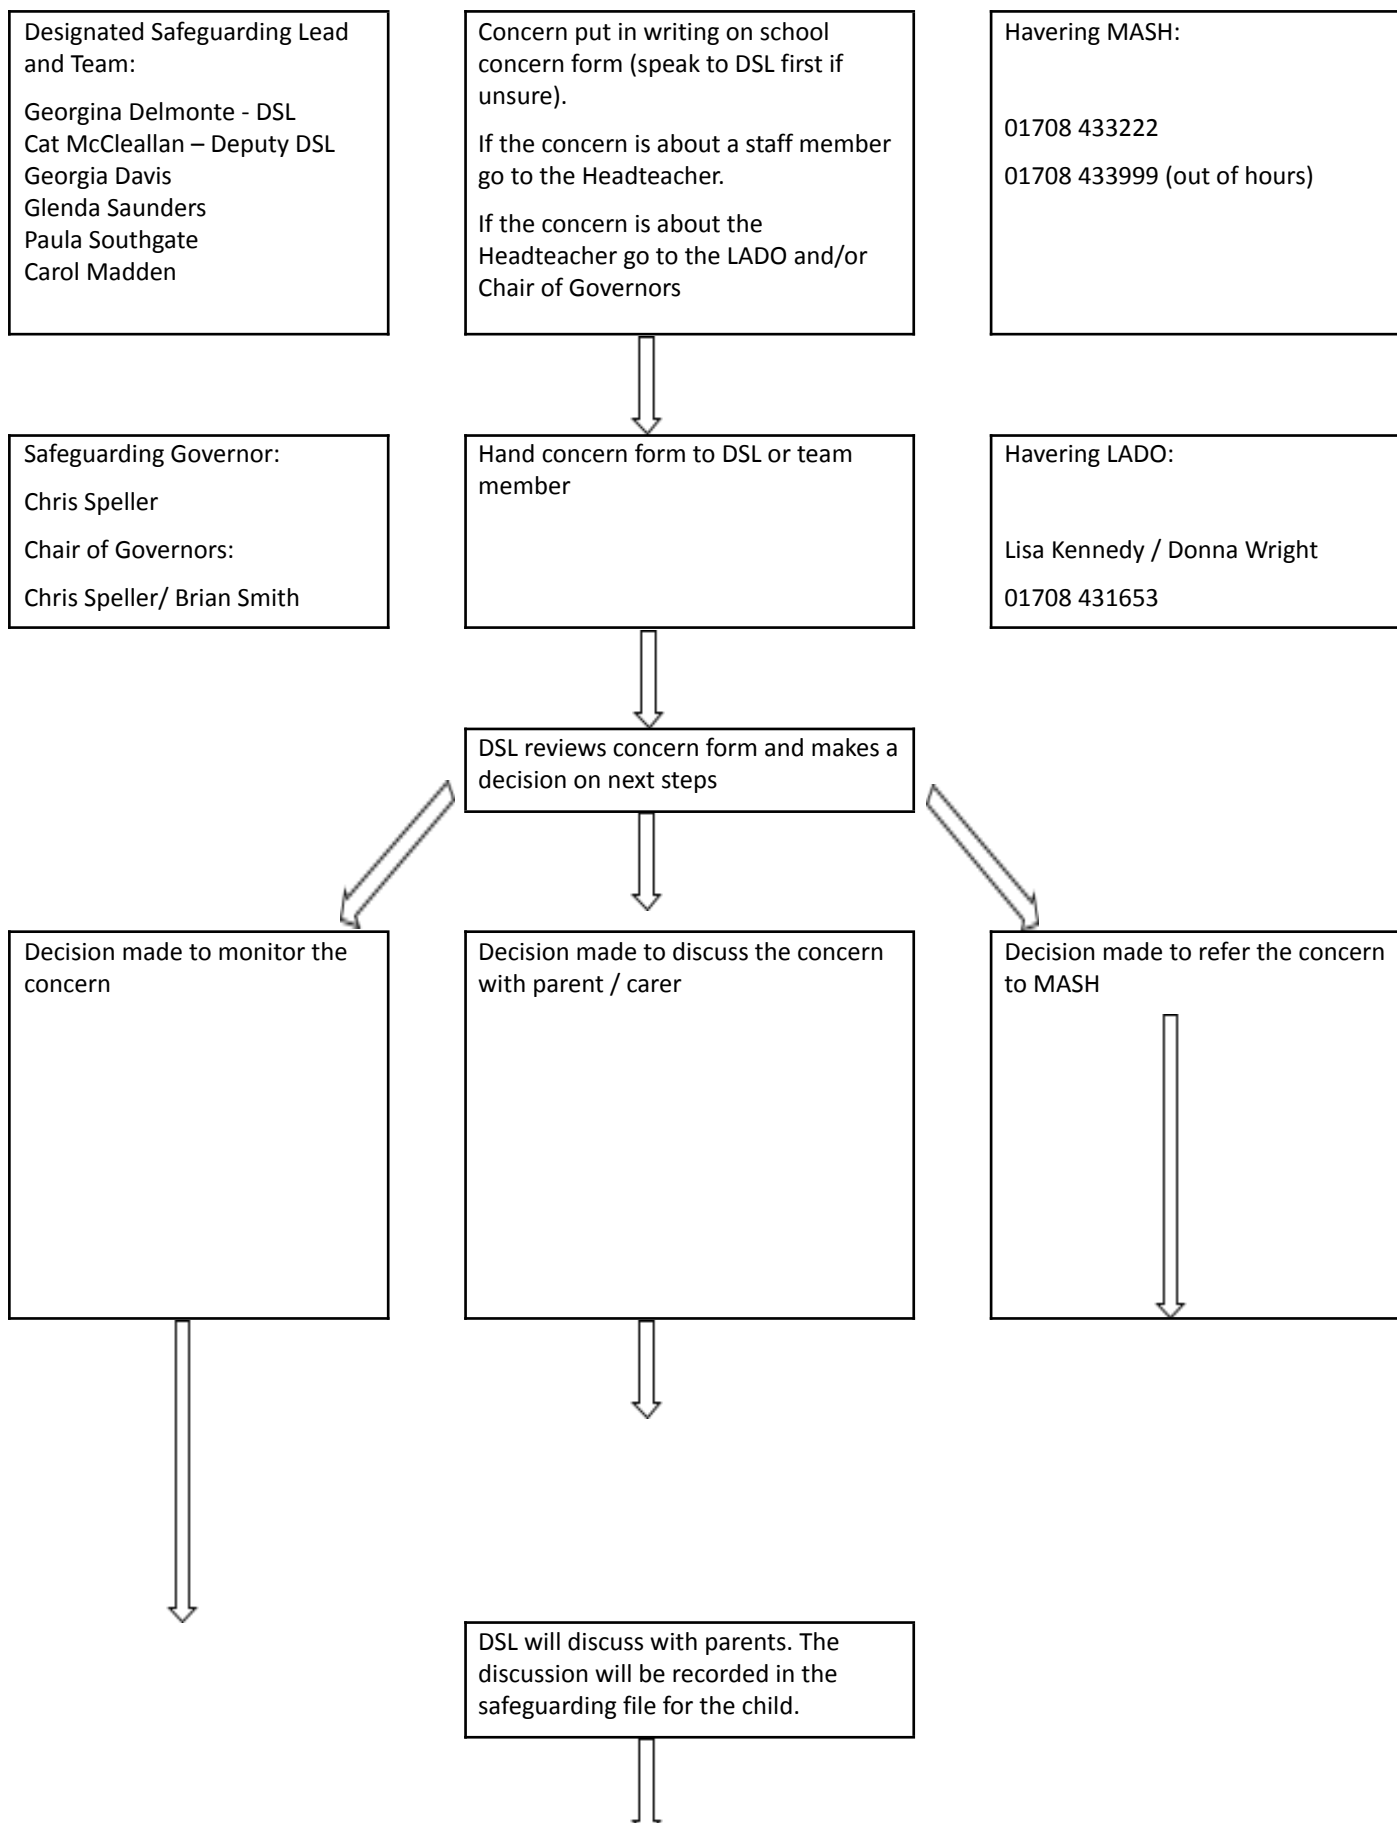 Designated Safeguarding Lead
and Team:
Georgina Delmonte - DSL
Cat McCleallan – Deputy DSL
Georgia Davis
Glenda Saunders
Paula Southgate
Carol Madden
Concern put in writing on school
concern form (speak to DSL first if
unsure).
If the concern is about a staff member
go to the Headteacher.
If the concern is about the
Headteacher go to the LADO and/or
Chair of Governors
Havering MASH:
01708 433222
01708 433999 (out of hours)
Safeguarding Governor:
Chris Speller
Chair of Governors:
Chris Speller/ Brian Smith
Hand concern form to DSL or team
member
Havering LADO:
Lisa Kennedy / Donna Wright
01708 431653
DSL reviews concern form and makes a
decision on next steps
Decision made to monitor the
concern
Decision made to discuss the concern
with parent / carer
Decision made to refer the concern
to MASH
DSL will discuss with parents. The
discussion will be recorded in the
safeguarding file for the child.